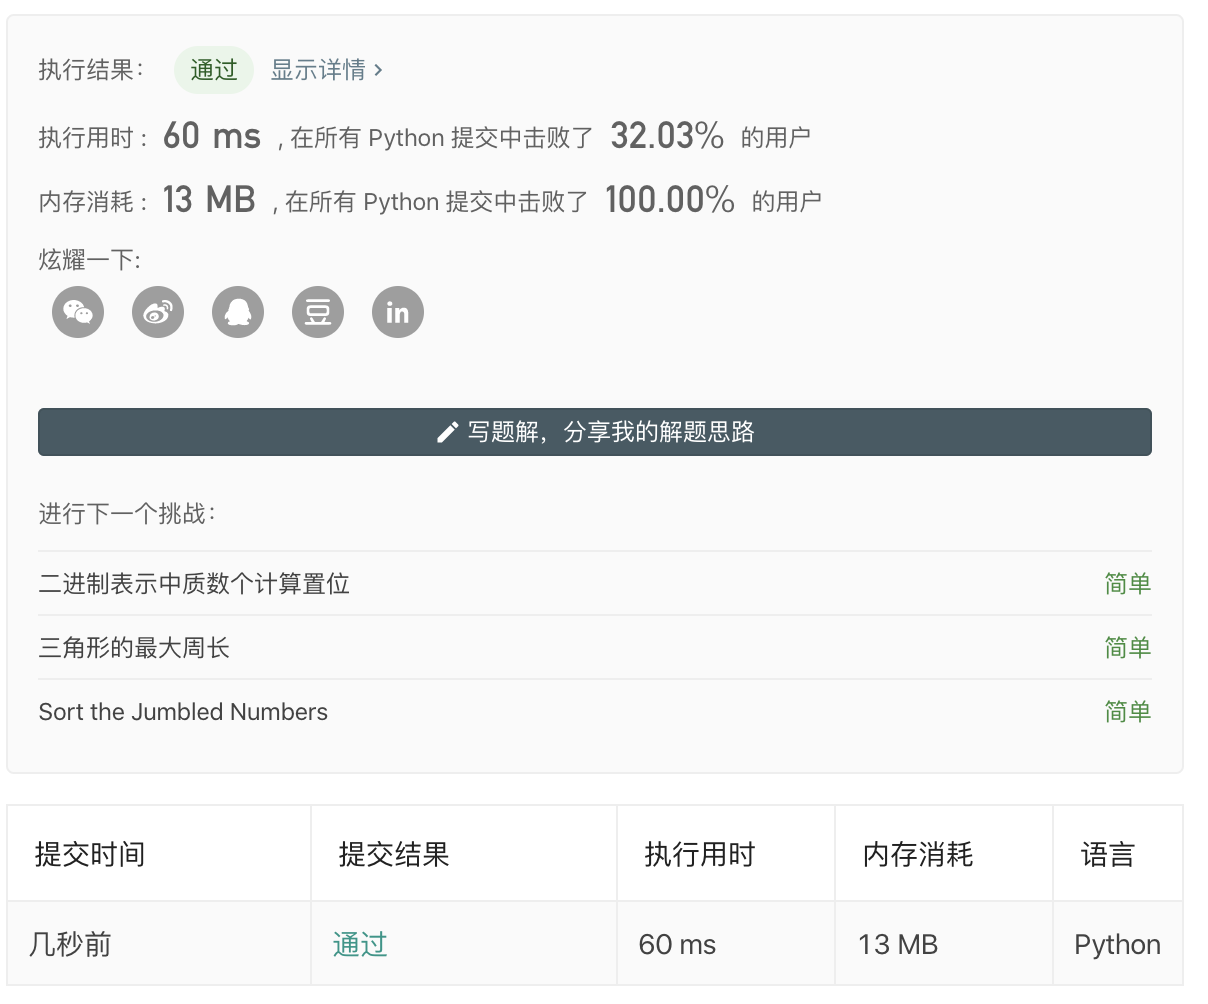 执行结果： 通过 显示详情 ›
执行用时 : 60 ms , 在所有 Python 提交中击败了 32.03% 的用户
内存消耗 : 13 MB , 在所有 Python 提交中击败了 100.00% 的用户
炫耀一下:
豆 in
写题解，分享我的解题思路
进行下一个挑战：
二进制表示中质数个计算置位 简单
三角形的最大周长 简单
Sort the Jumbled Numbers 简单
提交时间 提交结果 执行用时 内存消耗 语言
几秒前 通过 60 ms 13 MB Python